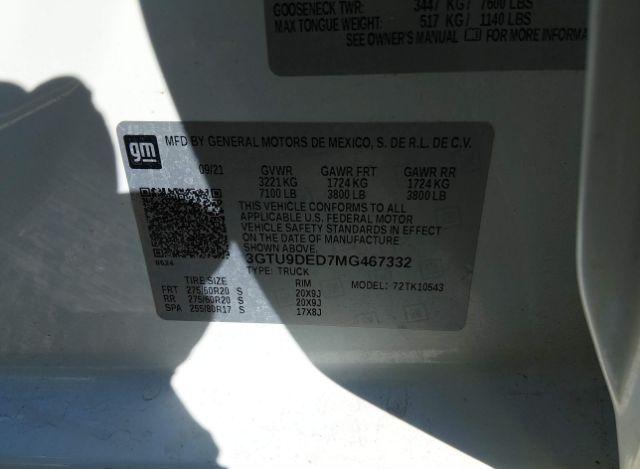 GOOSENECK TWR: 3447 KG / 7600 LBS
MAX TONGUE WEIGHT: 517 KG / 1140 LBS
SEE OWNER'S MANUAL FOR MORE INFORMA
gm MFD BY GENERAL MOTORS DE MEXICO, S. DE R.L. DE C.V.
09/21 GVWR GAWR FRT GAWR RR
3221 KG 1724 KG 1724 KG
7100 LB 3800 LB 3800 LB
THIS VEHICLE CONFORMS TO ALL
APPLICABLE U.S. FEDERAL MOTOR
VEHICLE SAFETY STANDARDS IN EFFECT
ON THE DATE OF MANUFACTURE
SHOWN ABOVE.
3GTU9DED7MG467332
TYPE: TRUCK
TIRE SIZE RIM MODEL: 72TK10543
FRT 275/60R20 S 20X9J
RR 275/60R20 S 20X9J
SPA 255/80R17 S 17X8J